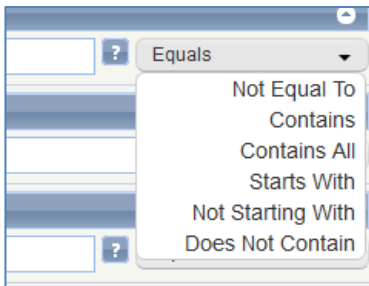 ? Equals
Not Equal To
Contains
Contains All
Starts With
Not Starting With
Does Not Contain
?